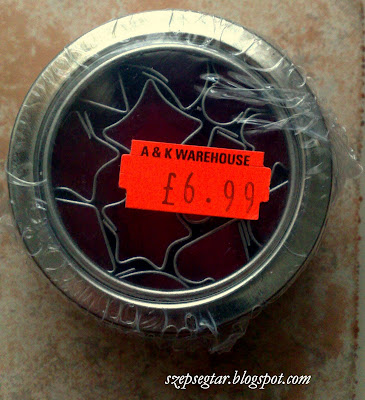 A & K WAREHOUSE
£6.99
szepsegtar.blogspot.com